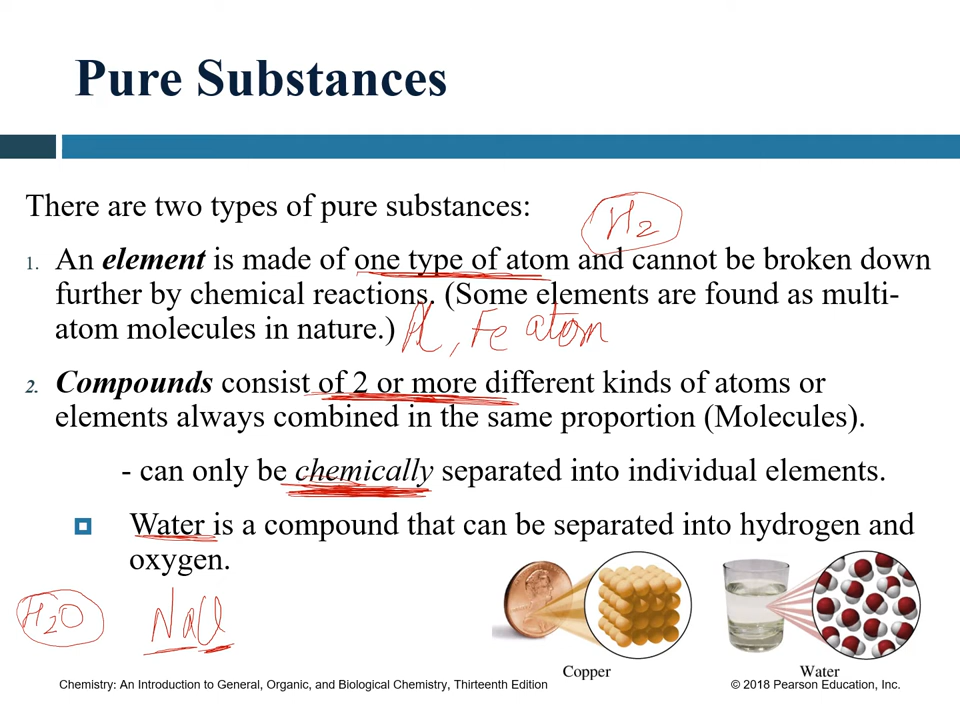 Pure Substances
There are two types of pure substances:
H2
1. An element is made of one type of atom and cannot be broken down
further by chemical reactions. (Some elements are found as multi-
atom molecules in nature.)
, Fe atom
2. Compounds consist of 2 or more different kinds of atoms or
elements always combined in the same proportion (Molecules).
- can only be chemically separated into individual elements.
Water is a compound that can be separated into hydrogen and
oxygen.
H2O NaCl
Copper Water
Chemistry: An Introduction to General, Organic, and Biological Chemistry, Thirteenth Edition © 2018 Pearson Education, Inc.